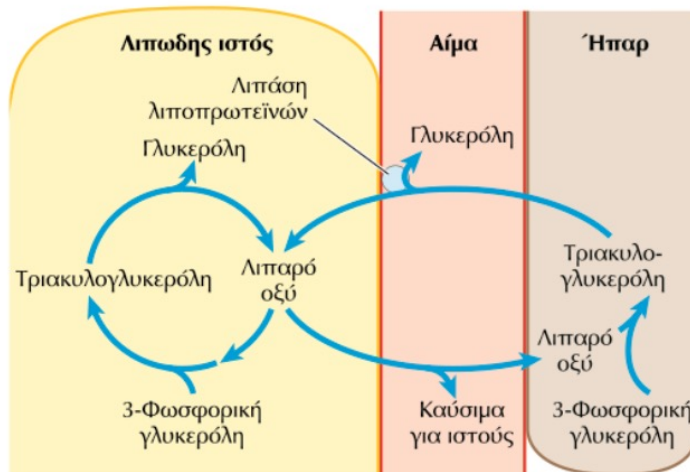 Λιπωδης ιστός
Αίμα
Ήπαρ
Λιπάση
λιποπρωτεϊνών
Γλυκερόλη
Γλυκερόλη
Τριακυλογλυκερόλη
Λιπαρό
οξύ
Τριακυλο-
γλυκερόλη
Λιπαρό
οξύ
3-Φωσφορική
γλυκερόλη
Καύσιμα
για ιστούς
3-Φωσφορική
γλυκερόλη